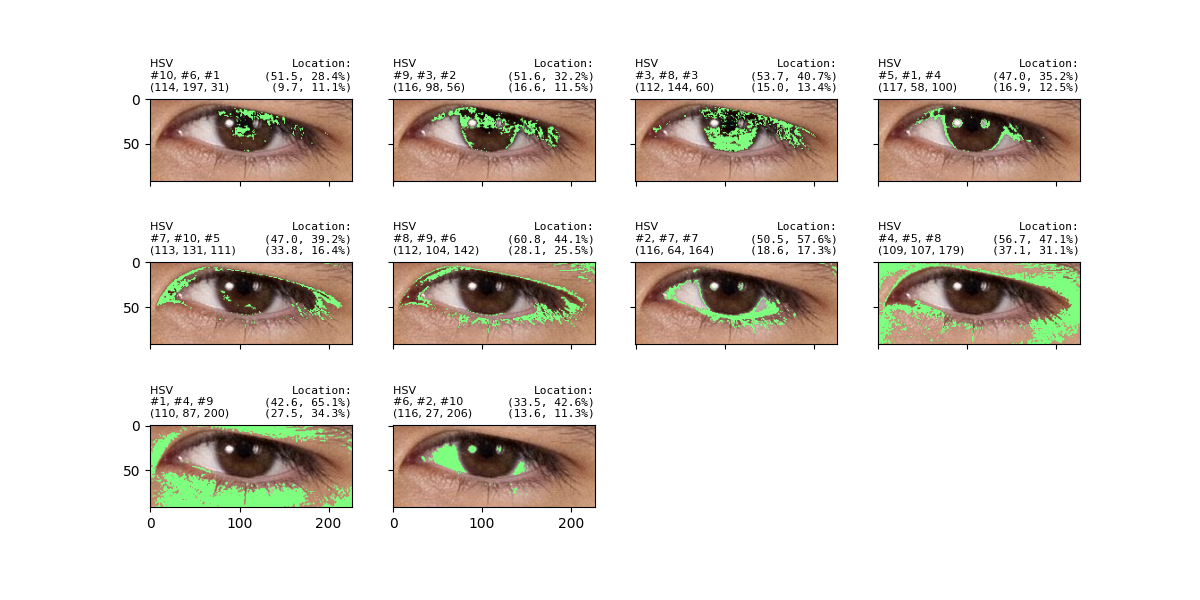 HSV Location:
#10, #6, #1 (51.5, 28.4%)
(114, 197, 31) (9.7, 11.1%)
HSV Location:
#9, #3, #2 (51.6, 32.2%)
(116, 98, 56) (16.6, 11.5%)
HSV Location:
#3, #8, #3 (53.7, 40.7%)
(112, 144, 60) (15.0, 13.4%)
HSV Location:
#5, #1, #4 (47.0, 35.2%)
(117, 58, 100) (16.9, 12.5%)
0
50
HSV Location:
#7, #10, #5 (47.0, 39.2%)
(113, 131, 111) (33.8, 16.4%)
HSV Location:
#8, #9, #6 (60.8, 44.1%)
(112, 104, 142) (28.1, 25.5%)
HSV Location:
#2, #7, #7 (50.5, 57.6%)
(116, 64, 164) (18.6, 17.3%)
HSV Location:
#4, #5, #8 (56.7, 47.1%)
(109, 107, 179) (37.1, 31.1%)
0
50
HSV Location:
#1, #4, #9 (42.6, 65.1%)
(110, 87, 200) (27.5, 34.3%)
HSV Location:
#6, #2, #10 (33.5, 42.6%)
(116, 27, 206) (13.6, 11.3%)
0
50
0 100 200
0 100 200